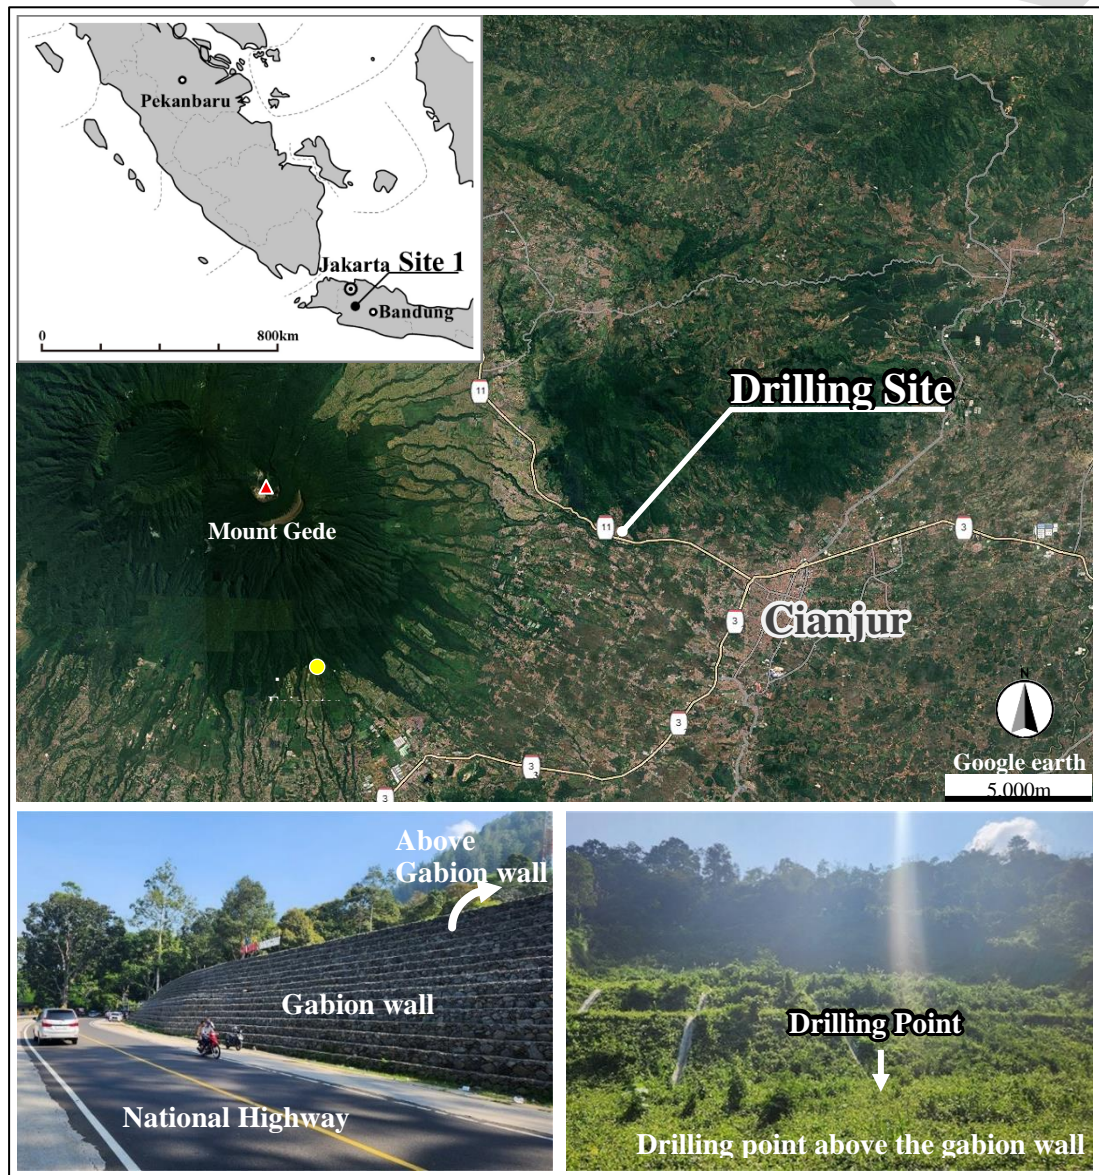 Pekanbaru
Jakarta Site 1
Bandung
0 800km
11
Drilling Site
Mount Gede
11
3
3
Cianjur
3
N
3
3
Google earth
3
5,000m
Above
Gabion wall
Gabion wall
National Highway
Drilling Point
Drilling point above the gabion wall